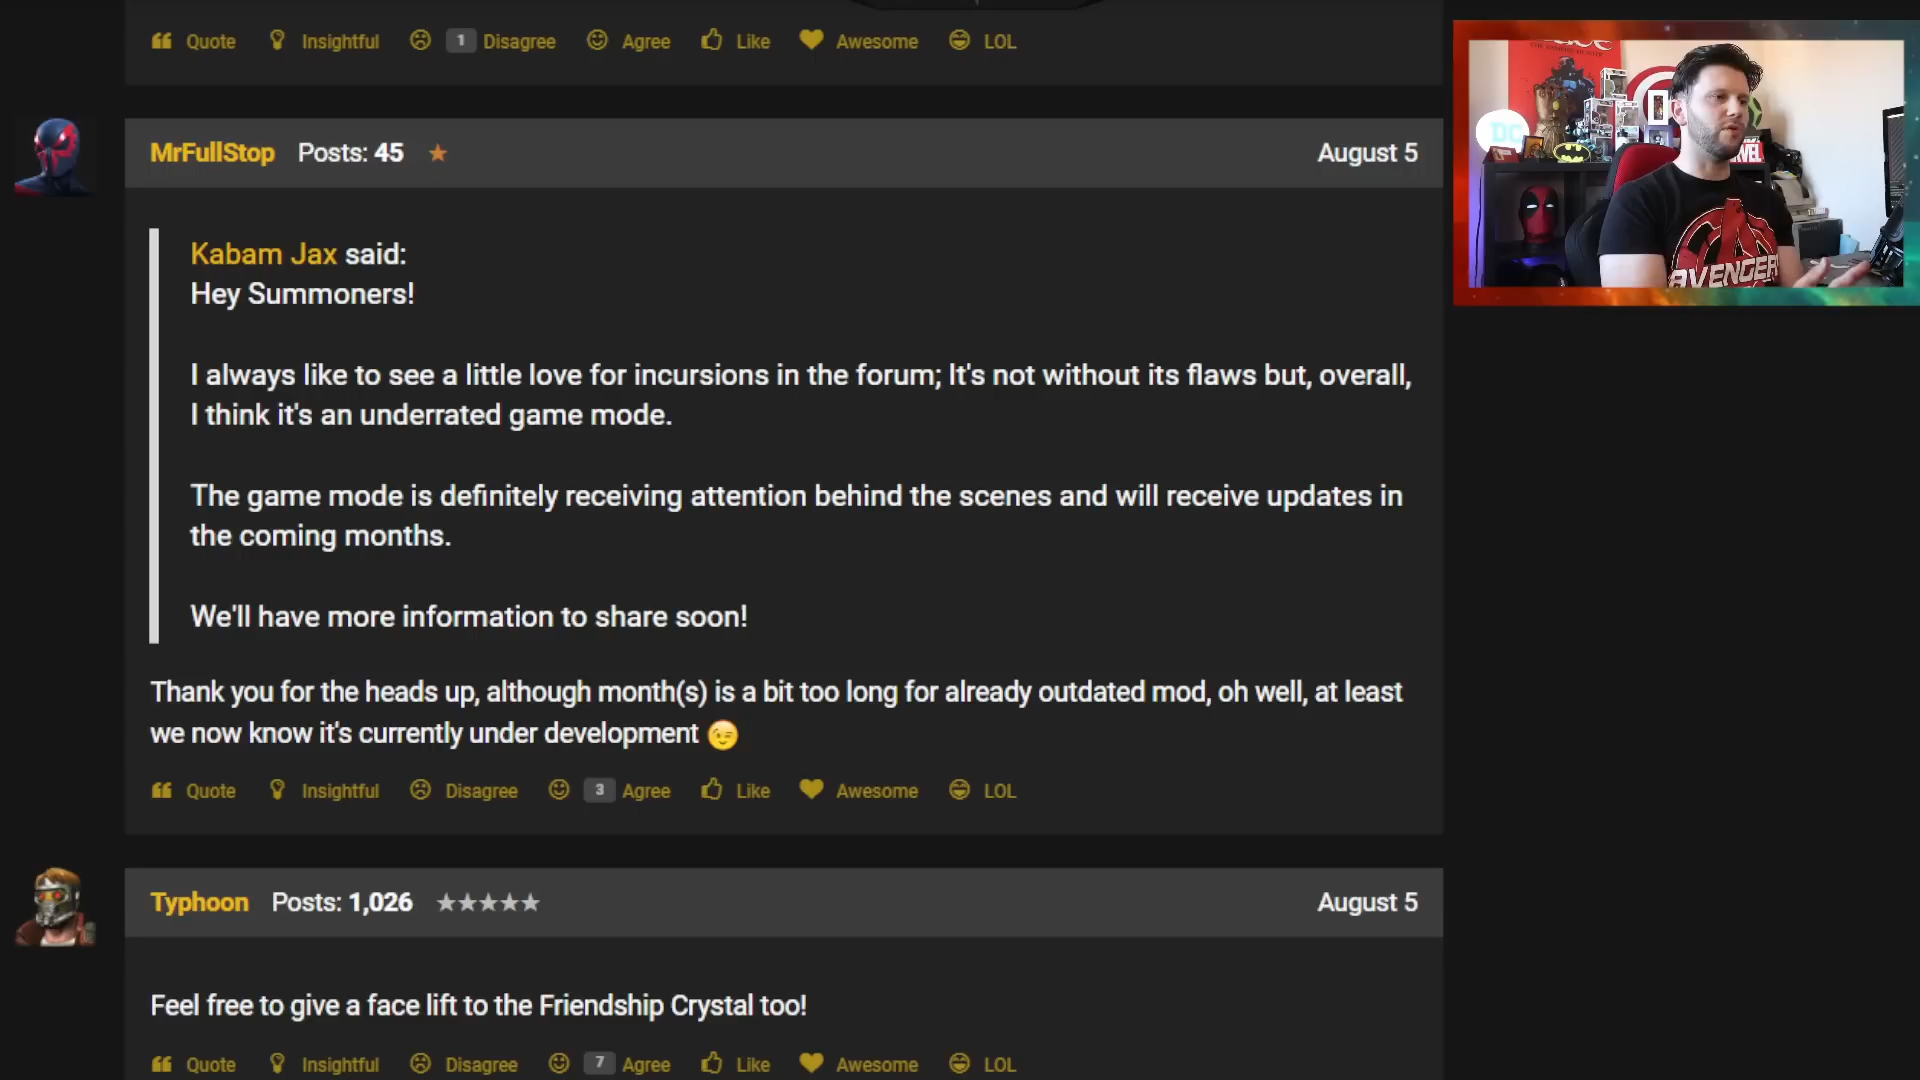 Quote Insightful 1 Disagree Agree Like Awesome LOL
MrFullStop Posts: 45 August 5
Kabam Jax said:
Hey Summoners!
I always like to see a little love for incursions in the forum; It's not without its flaws but, overall,
I think it's an underrated game mode.
The game mode is definitely receiving attention behind the scenes and will receive updates in
the coming months.
We'll have more information to share soon!
Thank you for the heads up, although month(s) is a bit too long for already outdated mod, oh well, at least
we now know it's currently under development 😉
Quote Insightful Disagree 3 Agree Like Awesome LOL
Typhoon Posts: 1,026 ★★★★★ August 5
Feel free to give a face lift to the Friendship Crystal too!
Quote Insightful Disagree 7 Agree Like Awesome LOL
DC
AVENGER